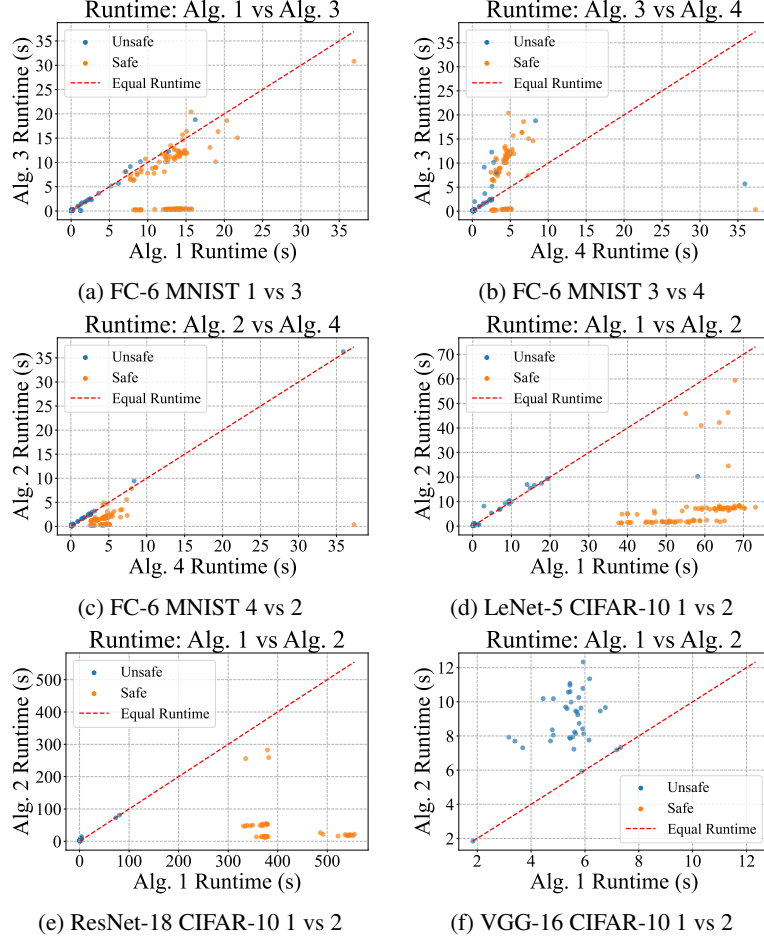 Runtime: Alg. 1 vs Alg. 3
Alg. 3 Runtime (s)
35
30
25
20
15
10
5
0
Unsafe
Safe
Equal Runtime
0 5 10 15 20 25 30 35
Alg. 1 Runtime (s)
(a) FC-6 MNIST 1 vs 3
Runtime: Alg. 3 vs Alg. 4
Alg. 3 Runtime (s)
35
30
25
20
15
10
5
0
Unsafe
Safe
Equal Runtime
0 5 10 15 20 25 30 35
Alg. 4 Runtime (s)
(b) FC-6 MNIST 3 vs 4
Runtime: Alg. 2 vs Alg. 4
Alg. 2 Runtime (s)
35
30
25
20
15
10
5
0
Unsafe
Safe
Equal Runtime
0 5 10 15 20 25 30 35
Alg. 4 Runtime (s)
(c) FC-6 MNIST 4 vs 2
Runtime: Alg. 1 vs Alg. 2
Alg. 2 Runtime (s)
70
60
50
40
30
20
10
0
Unsafe
Safe
Equal Runtime
0 10 20 30 40 50 60 70
Alg. 1 Runtime (s)
(d) LeNet-5 CIFAR-10 1 vs 2
Runtime: Alg. 1 vs Alg. 2
Alg. 2 Runtime (s)
500
400
300
200
100
0
Unsafe
Safe
Equal Runtime
0 100 200 300 400 500
Alg. 1 Runtime (s)
(e) ResNet-18 CIFAR-10 1 vs 2
Runtime: Alg. 1 vs Alg. 2
Alg. 2 Runtime (s)
12
10
8
6
4
2
Unsafe
Safe
Equal Runtime
2 4 6 8 10 12
Alg. 1 Runtime (s)
(f) VGG-16 CIFAR-10 1 vs 2